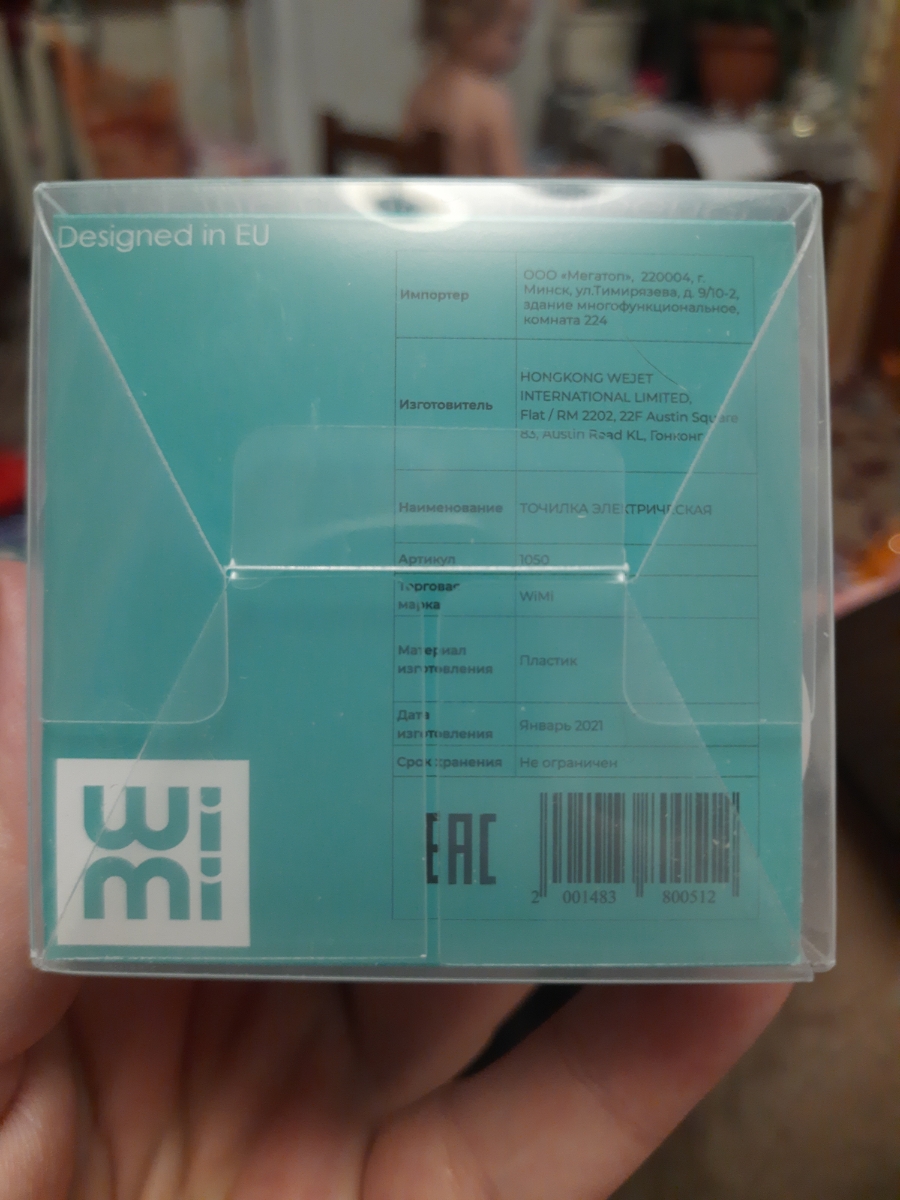 Designed in EU
Импортер
ООО «Мегатоп», 220004, г.
Минск, ул.Тимирязева, д. 9/10-2,
здание многофункциональное,
комната 224
Изготовитель
HONGKONG WEJET
INTERNATIONAL LIMITED,
Flat / RM 2202, 22F Austin Square
83, Austin Road KL, Гонконг
Наименование
ТОЧИЛКА ЭЛЕКТРИЧЕСКАЯ
Артикул
1050
Торговая
марка
WiMi
Материал
изготовления
Пластик
Дата
изготовления
Январь 2021
Срок хранения
Не ограничен
wi
mi
EAC
2 001483 800512